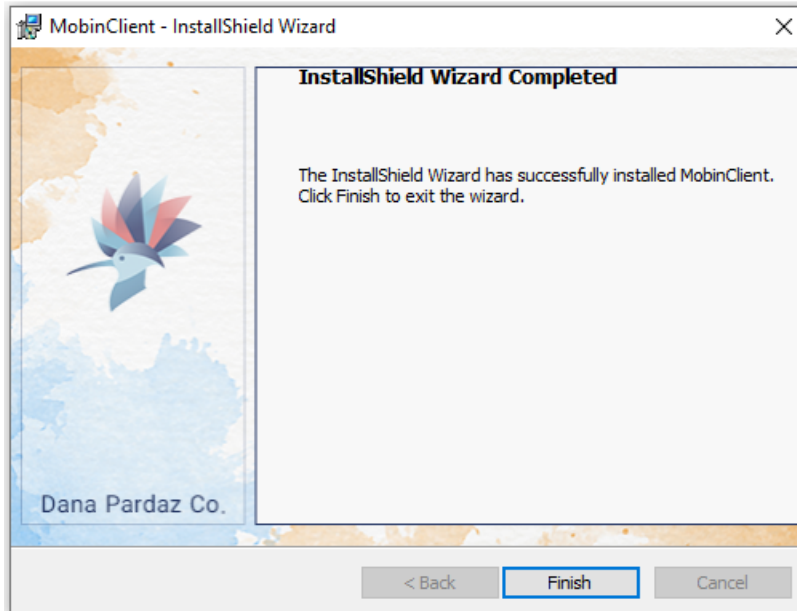 MobinClient - InstallShield Wizard
InstallShield Wizard Completed
The InstallShield Wizard has successfully installed MobinClient.
Click Finish to exit the wizard.
Dana Pardaz Co.
< Back
Finish
Cancel